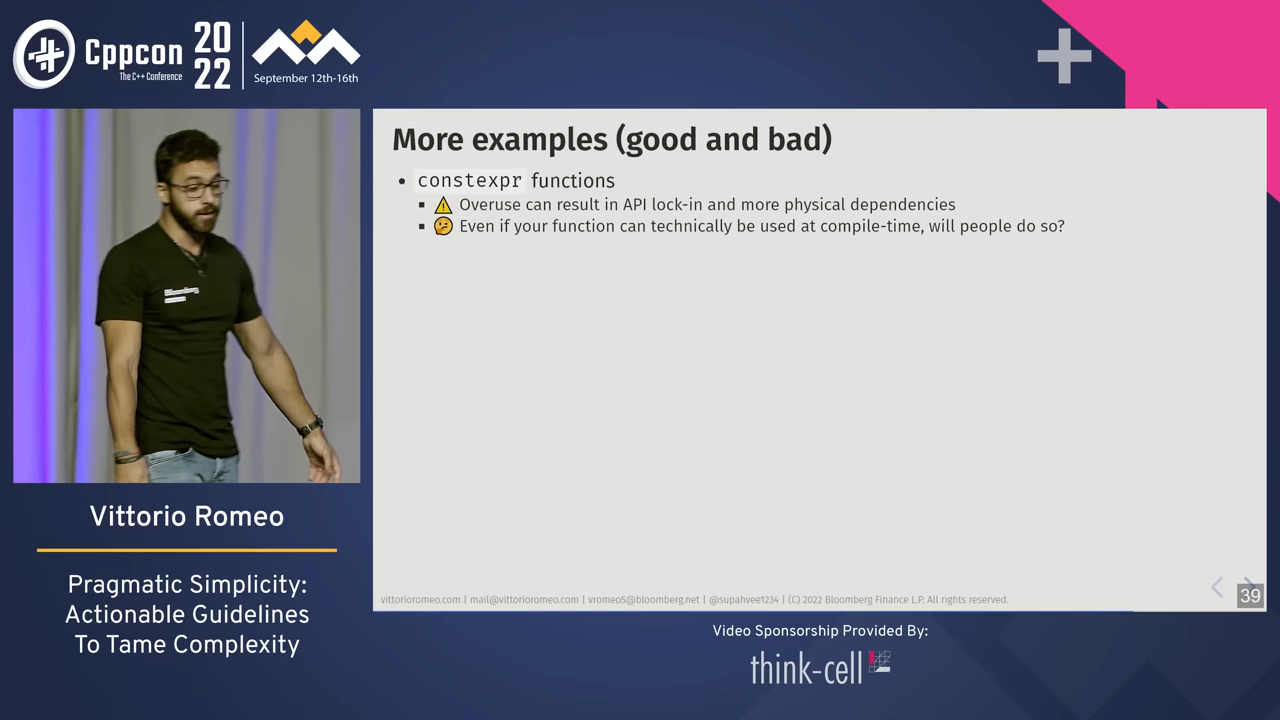 Cppcon
The C++ Conference
20
22
September 12th-16th
More examples (good and bad)
• constexpr functions
▪ ⚠️ Overuse can result in API lock-in and more physical dependencies
▪ 🤔 Even if your function can technically be used at compile-time, will people do so?
vittorioromeo.com | mail@vittorioromeo.com | vromeo5@bloomberg.net | @supahvee1234 | (C) 2022 Bloomberg Finance L.P. All rights reserved.
39
Vittorio Romeo
Pragmatic Simplicity:
Actionable Guidelines
To Tame Complexity
Video Sponsorship Provided By:
think-cell